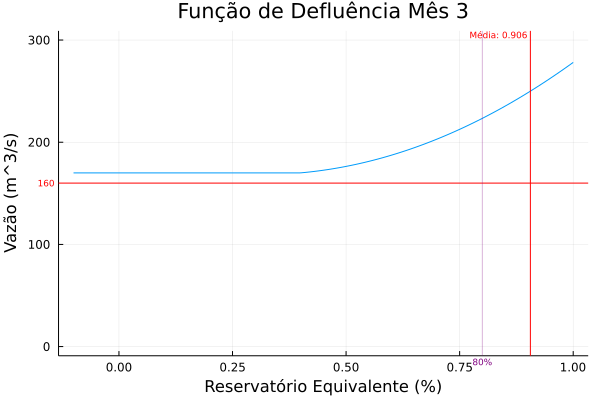 Função de Defluência Mês 3
Média: 0.906
300
200
160
100
0
0.00
0.25
0.50
0.75
80%
1.00
Vazão (m^3/s)
Reservatório Equivalente (%)